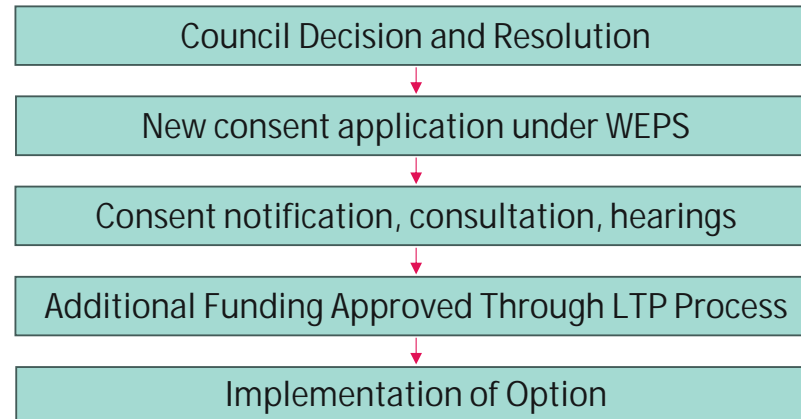 Council Decision and Resolution
New consent application under WEPS
Consent notification, consultation, hearings
Additional Funding Approved Through LTP Process
Implementation of Option